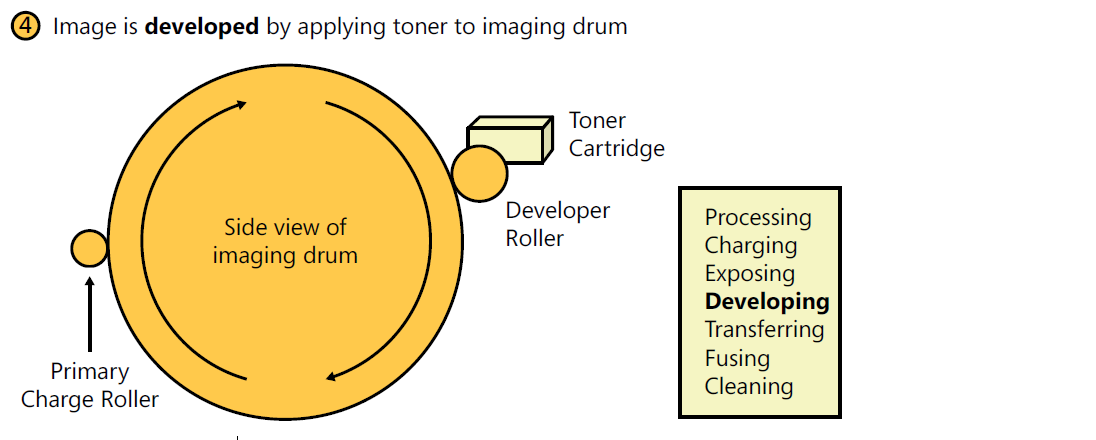 4 Image is developed by applying toner to imaging drum
Toner
Cartridge
Developer
Roller
Side view of
imaging drum
Primary
Charge Roller
Processing
Charging
Exposing
Developing
Transferring
Fusing
Cleaning